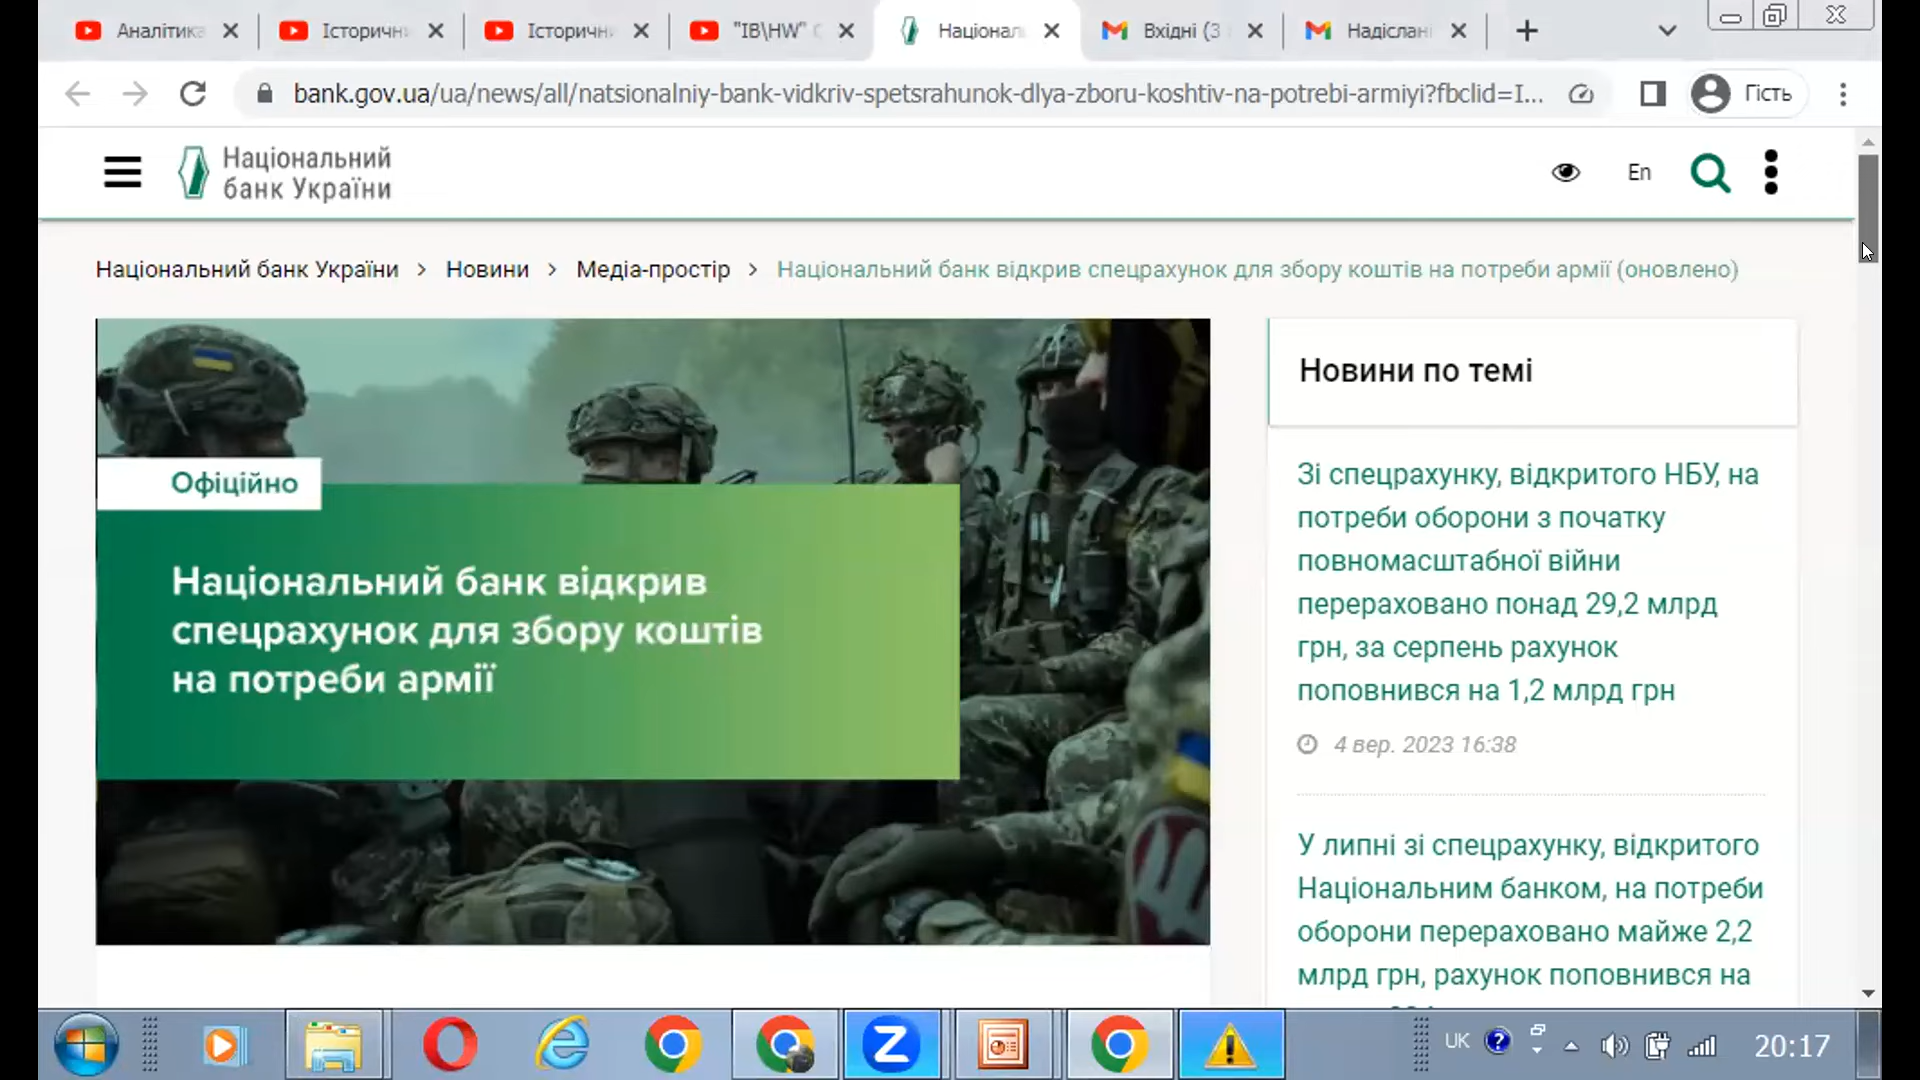 Аналітика
Історичн
Історичн
"ІВ\HW"
Націонал
Вхідні (3
Надіслані
bank.gov.ua/ua/news/all/natsionalniy-bank-vidkriv-spetsrahunok-dlya-zboru-koshtiv-na-potrebi-armiyi?fbclid=I...
Гість
Національний
банк України
En
Національний банк України > Новини > Медіа-простір > Національний банк відкрив спецрахунок для збору коштів на потреби армії (оновлено)
Офіційно
Національний банк відкрив
спецрахунок для збору коштів
на потреби армії
Новини по темі
Зі спецрахунку, відкритого НБУ, на
потреби оборони з початку
повномасштабної війни
перераховано понад 29,2 млрд
грн, за серпень рахунок
поповнився на 1,2 млрд грн
4 вер. 2023 16:38
У липні зі спецрахунку, відкритого
Національним банком, на потреби
оборони перераховано майже 2,2
млрд грн, рахунок поповнився на
UK
20:17